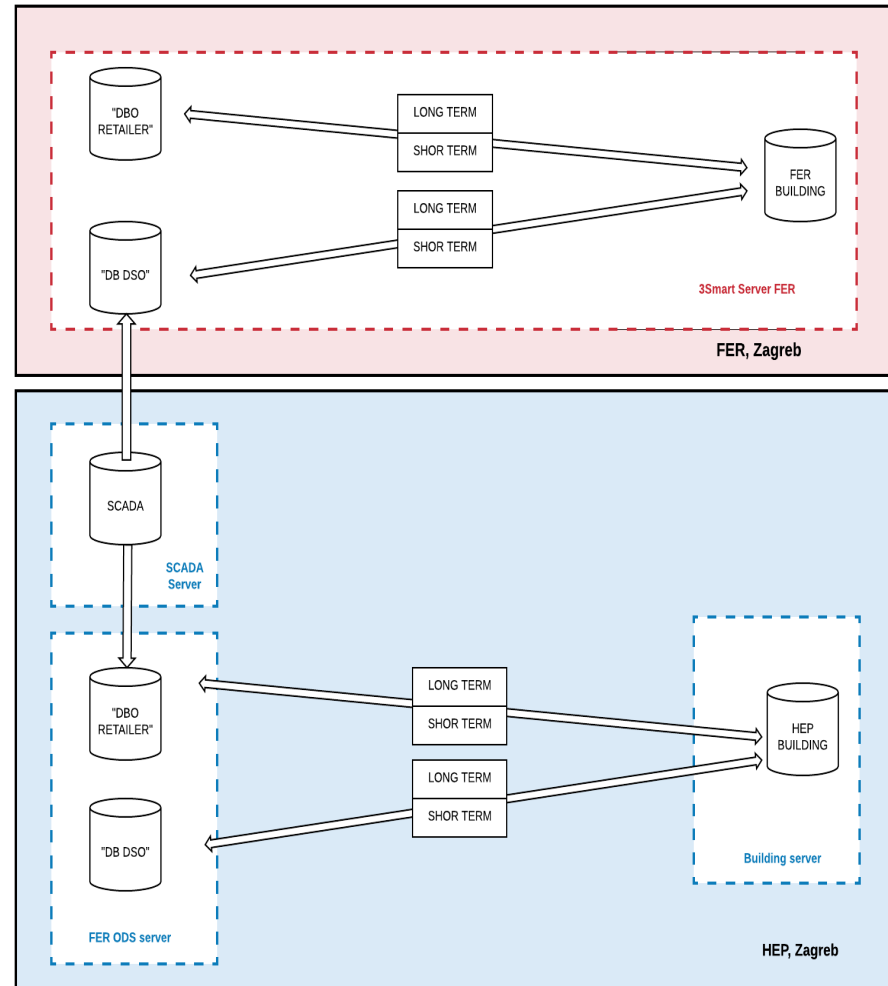 "DBO
RETAILER"
LONG TERM
SHOR TERM
FER
BUILDING
LONG TERM
SHOR TERM
"DB DSO"
3Smart Server FER
FER, Zagreb
SCADA
SCADA
Server
"DBO
RETAILER"
LONG TERM
SHOR TERM
HEP
BUILDING
LONG TERM
SHOR TERM
"DB DSO"
Building server
FER ODS server
HEP, Zagreb